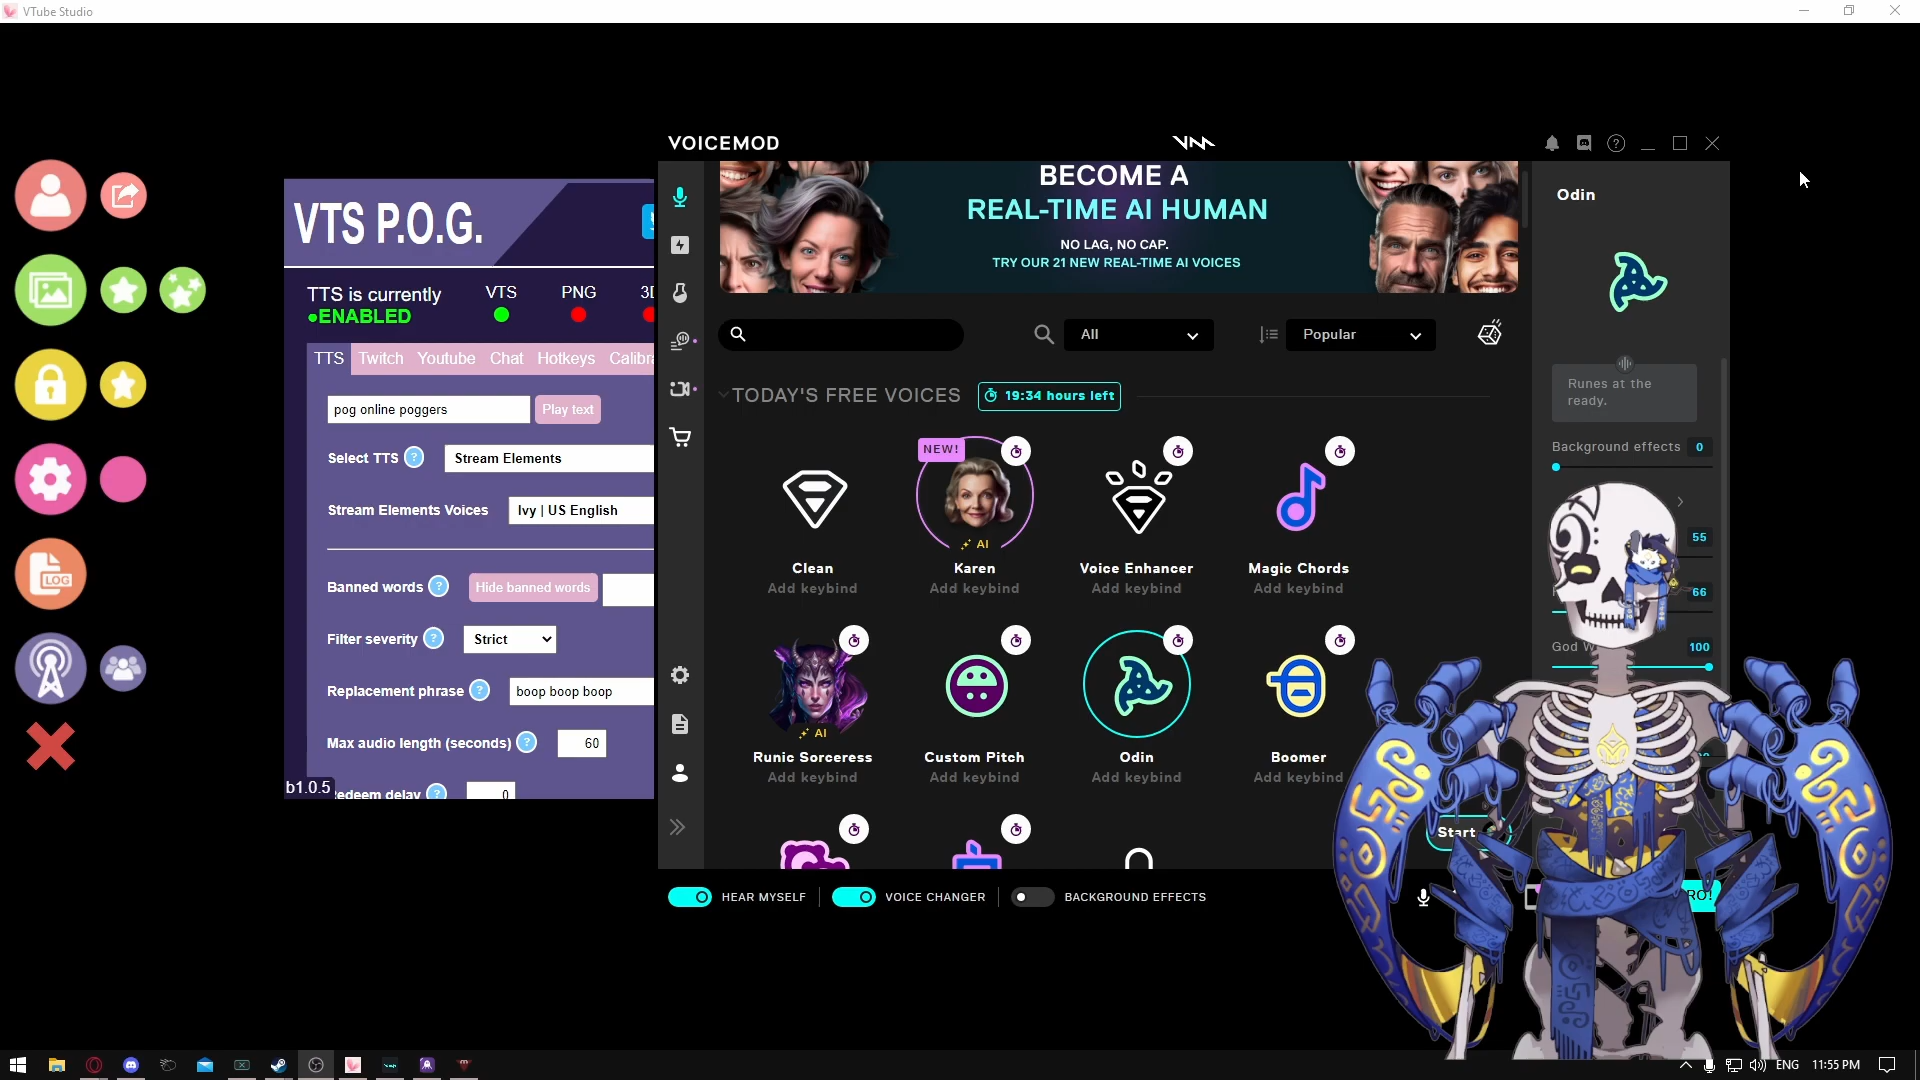 VTube Studio
VTS P.O.G.
TTS is currently
ENABLED
VTS
PNG
TTS
Twitch
Youtube
Chat
Hotkeys
pog online poggers
Play text
Select TTS ?
Stream Elements
Stream Elements Voices
Ivy | US English
Banned words ?
Hide banned words
Filter severity ?
Strict
Replacement phrase ?
boop boop boop
Max audio length (seconds) ?
60
b1.0.5
edeem delay ?
0
LOG
VOICEMOD
BECOME A
REAL-TIME AI HUMAN
NO LAG, NO CAP.
TRY OUR 21 NEW REAL-TIME AI VOICES
All
Popular
TODAY'S FREE VOICES
19:34 hours left
Clean
Add keybind
NEW!
AI
Karen
Add keybind
Voice Enhancer
Add keybind
Magic Chords
Add keybind
AI
Runic Sorceress
Add keybind
Custom Pitch
Add keybind
Odin
Add keybind
Boomer
Add keybind
HEAR MYSELF
VOICE CHANGER
BACKGROUND EFFECTS
Odin
Runes at the
ready.
Background effects
0
55
66
God
100
Start
RO!
ENG
11:55 PM